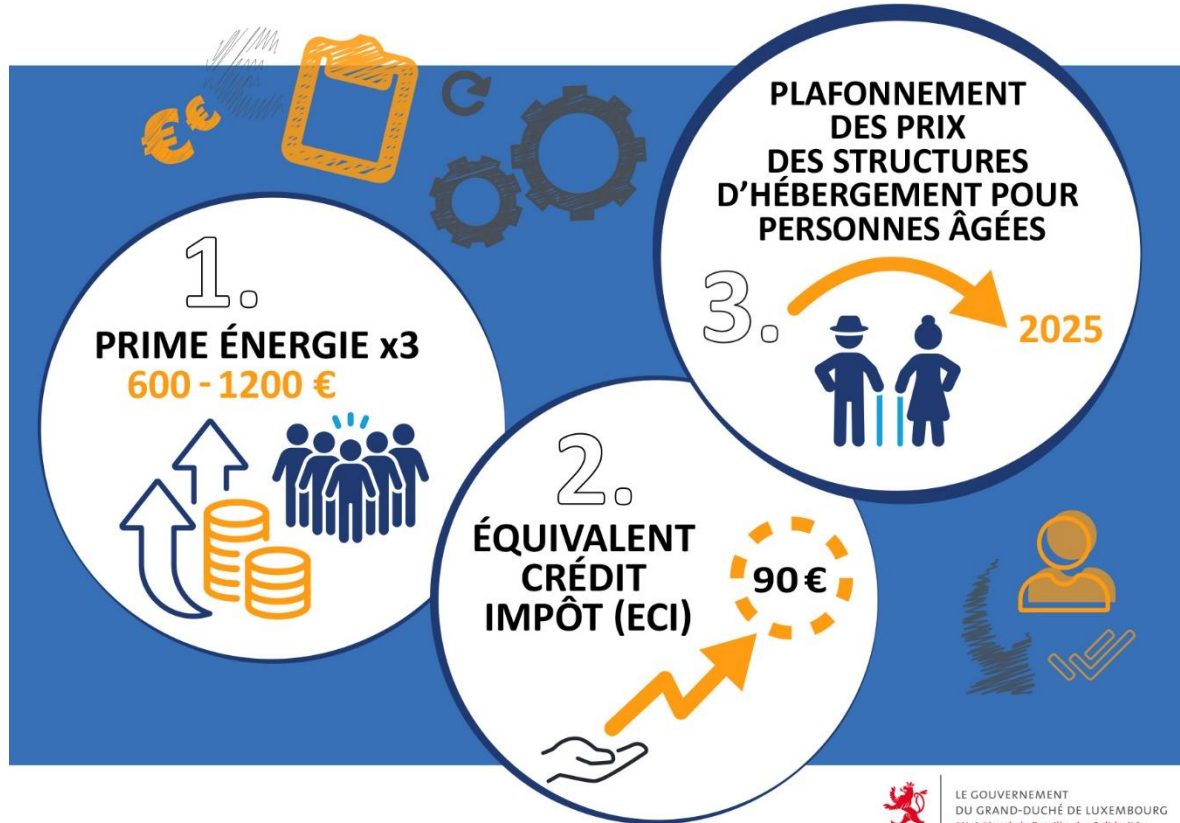 1.
PRIME ÉNERGIE x3
600 - 1200 €
2.
ÉQUIVALENT
CRÉDIT
IMPÔT (ECI)
90 €
PLAFONNEMENT
DES PRIX
DES STRUCTURES
D'HÉBERGEMENT POUR
PERSONNES ÂGÉES
3.
2025
LE GOUVERNEMENT
DU GRAND-DUCHÉ DE LUXEMBOURG